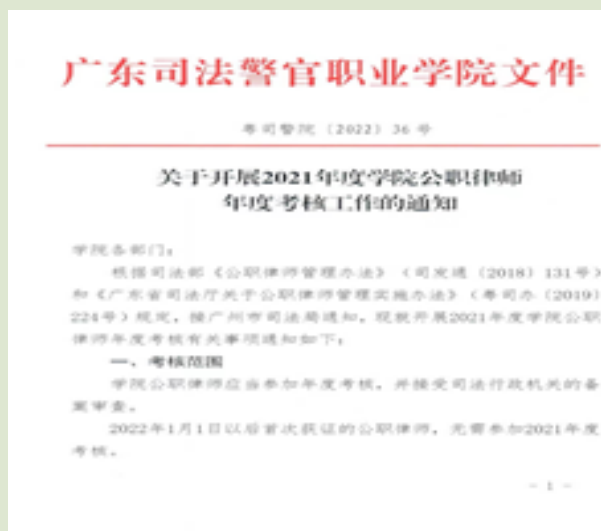 广东司法警官职业学院文件
粤司警院〔2022〕36号
关于开展2021年度学院公职律师
年度考核工作的通知
学院各部门：
根据司法部《公职律师管理办法》（司发通〔2018〕131号）
和《广东省司法厅关于公职律师管理实施办法》（粤司办〔2019〕
224号）规定，接广州市司法局通知，现就开展2021年度学院公职
律师年度考核有关事项通知如下：
一、考核范围
学院公职律师应当参加年度考核，并接受司法行政机关的备
案审查。
2022年1月1日以后首次获证的公职律师，无需参加2021年度
考核。
- 1 -